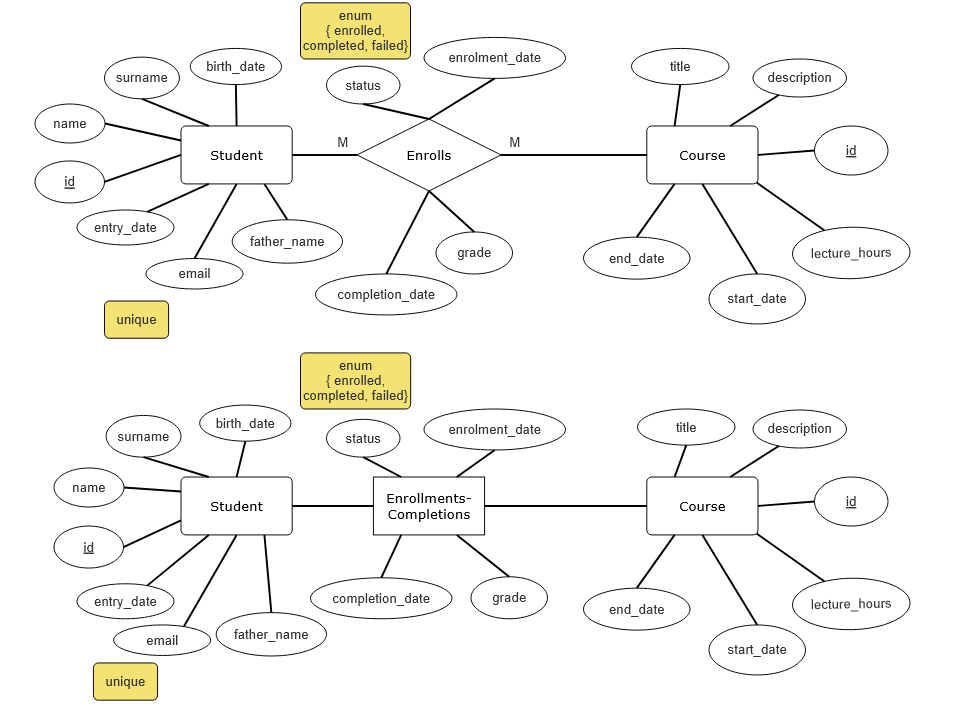 enum
{ enrolled,
completed, failed}
birth_date
enrolment_date
surname
status
title
description
name
M
M
Student
Enrolls
Course
id
id
entry_date
father_name
grade
end_date
lecture_hours
email
completion_date
start_date
unique
enum
{ enrolled,
completed, failed}
birth_date
surname
status
enrolment_date
title
description
name
Student
Enrollments-
Completions
Course
id
id
entry_date
completion_date
grade
end_date
lecture_hours
email
father_name
start_date
unique